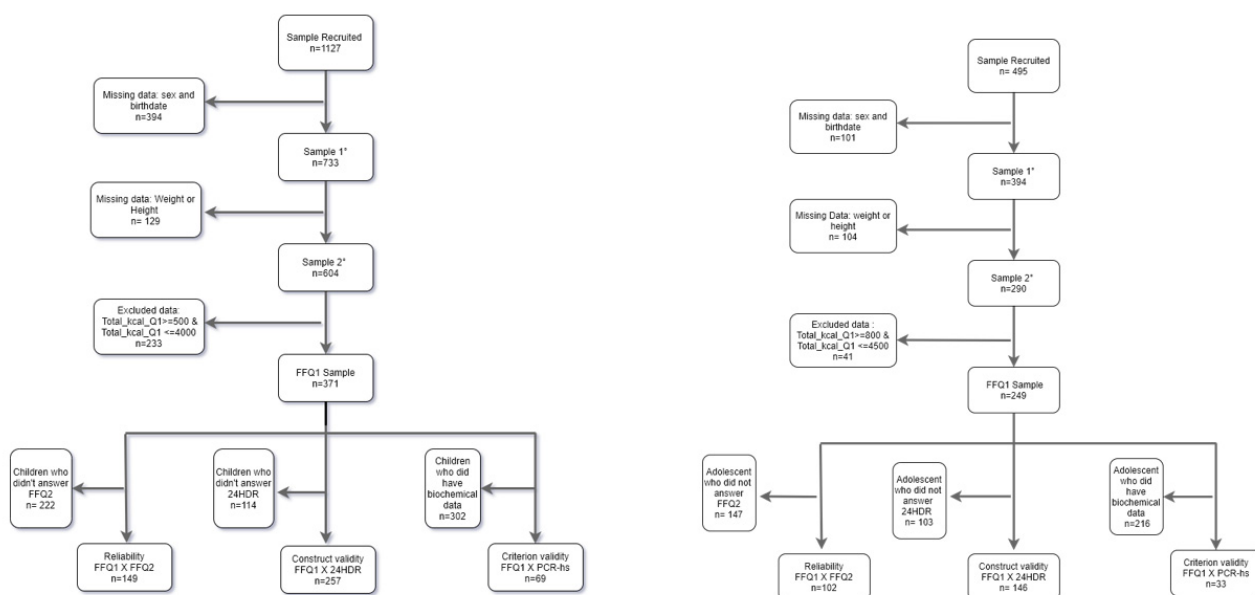 Sample Recruited
n=1127
Missing data: sex and
birthdate
n=394
Sample 1*
n=733
Missing data: Weight or
Height
n= 129
Sample 2*
n=604
Excluded data:
Total_kcal_Q1>=500 &
Total_kcal_Q1 <=4000
n=233
FFQ1 Sample
n=371
Children who
didn't answer
FFQ2
n= 222
Children who
didn't answer
24HDR
n=114
Children
who did
have
biochemical
data)
n=302
Reliability
FFQ1 X FFQ2
n=149
Construct validity
FFQ1 X 24HDR
n=257
Criterion validity
FFQ1 X PCR-hs
n=69
Sample Recruited
n= 495
Missing data: sex and
birthdate
n=101
Sample 1*
n=394
Missing Data: weight or
height
n= 104
Sample 2*
n=290
Excluded data :
Total_kcal_Q1>=800 &
Total_kcal_Q1 <=4500
n=41
FFQ1 Sample
n=249
Adolescent
who did not
answer
FFQ2
n= 147
Adolescent
who did not
answer
24HDR
n= 103
Adolescent
who did
have
biochemical
data
n=216
Reliability
FFQ1 X FFQ2
n=102
Construct validity
FFQ1 X 24HDR
n=146
Criterion validity
FFQ1 X PCR-hs
n=33